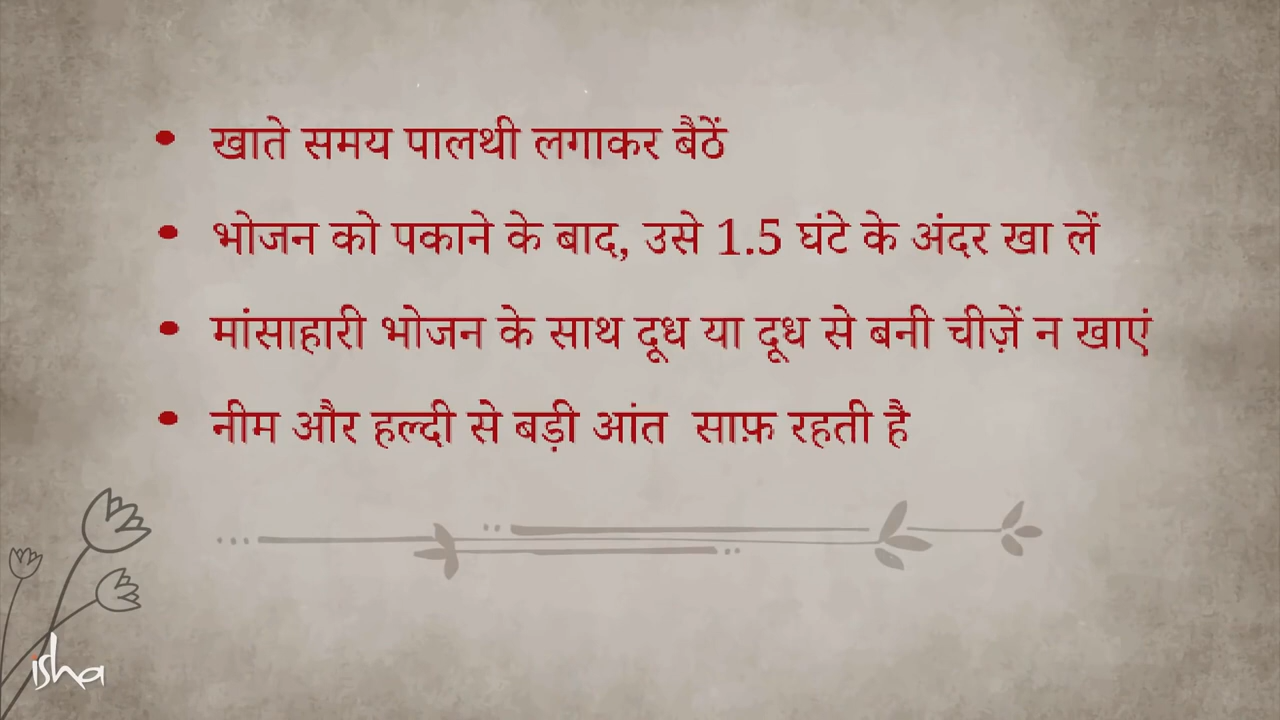 • खाते समय पालथी लगाकर बैठें
• भोजन को पकाने के बाद, उसे 1.5 घंटे के अंदर खा लें
• मांसाहारी भोजन के साथ दूध या दूध से बनी चीज़ें न खाएं
• नीम और हल्दी से बड़ी आंत साफ़ रहती है
isha